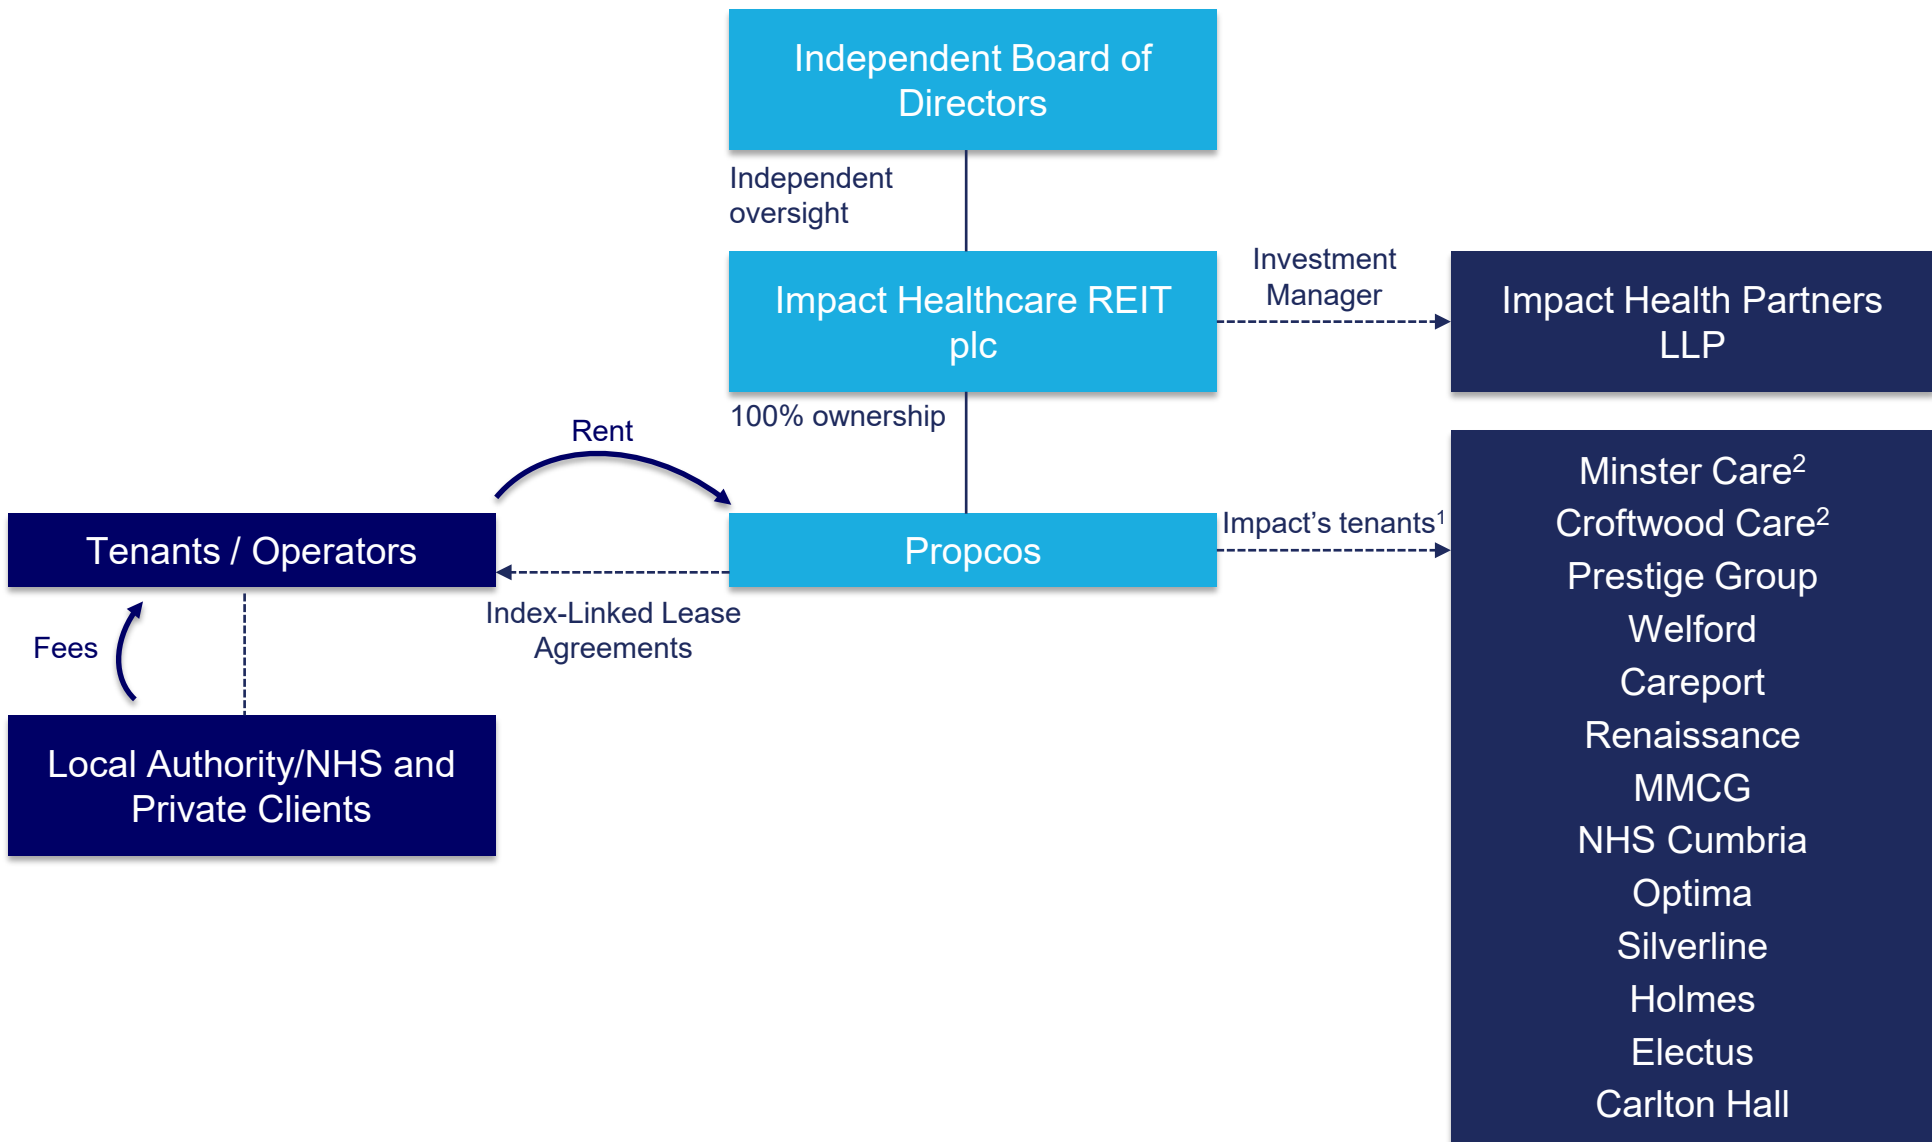 Independent Board of
Directors
Independent
oversight
Impact Healthcare REIT
plc
Investment
Manager
Impact Health Partners
LLP
100% ownership
Rent
Tenants / Operators
Propcos
Impact’s tenants¹
Index-Linked Lease
Agreements
Fees
Local Authority/NHS and
Private Clients
Minster Care²
Croftwood Care²
Prestige Group
Welford
Careport
Renaissance
MMCG
NHS Cumbria
Optima
Silverline
Holmes
Electus
Carlton Hall